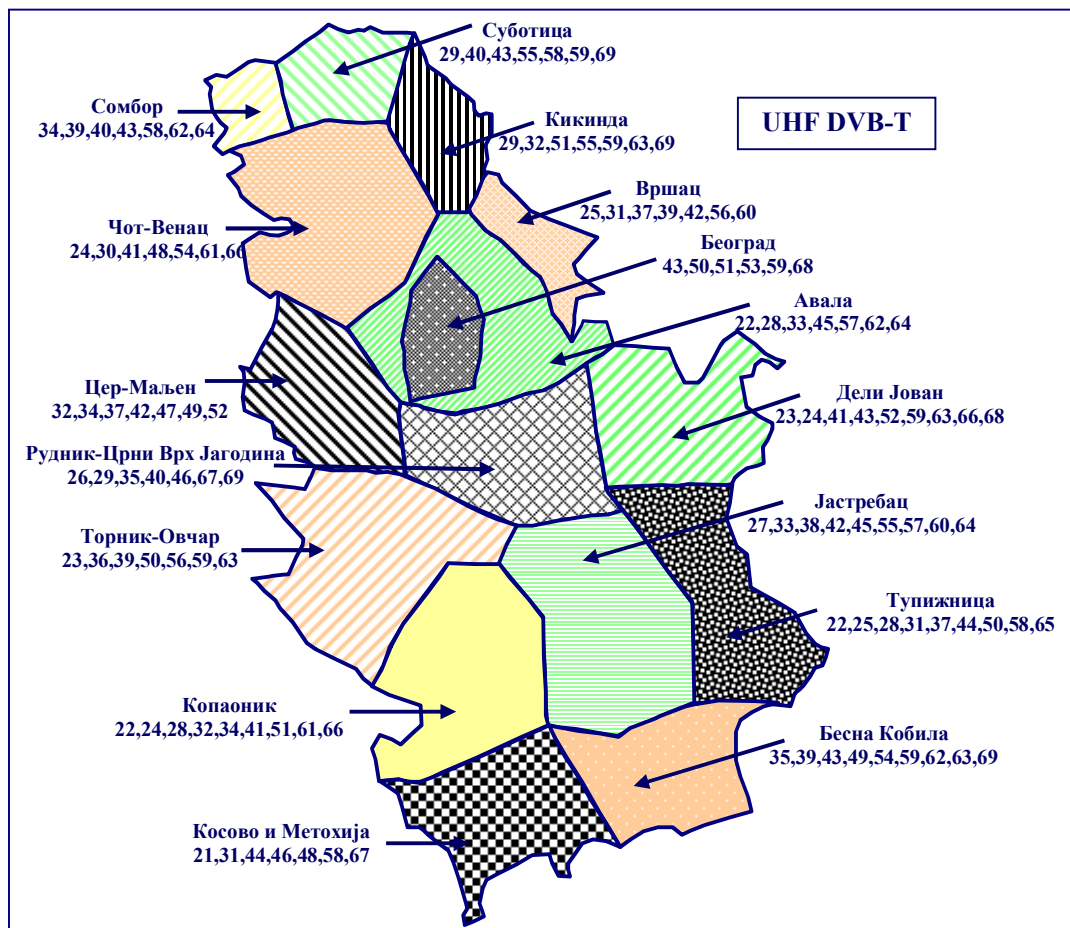 Суботица
29,40,43,55,58,59,69
Сомбор
34,39,40,43,58,62,64
UHF DVB-T
Кикинда
29,32,51,55,59,63,69
Вршац
25,31,37,39,42,56,60
Чот-Венац
24,30,41,48,54,61,66
Београд
43,50,51,53,59,68
Авала
22,28,33,45,57,62,64
Цер-Маљен
32,34,37,42,47,49,52
Дели Јован
23,24,41,43,52,59,63,66,68
Рудник-Црни Врх Јагодина
26,29,35,40,46,67,69
Јастребац
27,33,38,42,45,55,57,60,64
Торник-Овчар
23,36,39,50,56,59,63
Тупижница
22,25,28,31,37,44,50,58,65
Копаоник
22,24,28,32,34,41,51,61,66
Бесна Кобила
35,39,43,49,54,59,62,63,69
Косово и Метохија
21,31,44,46,48,58,67